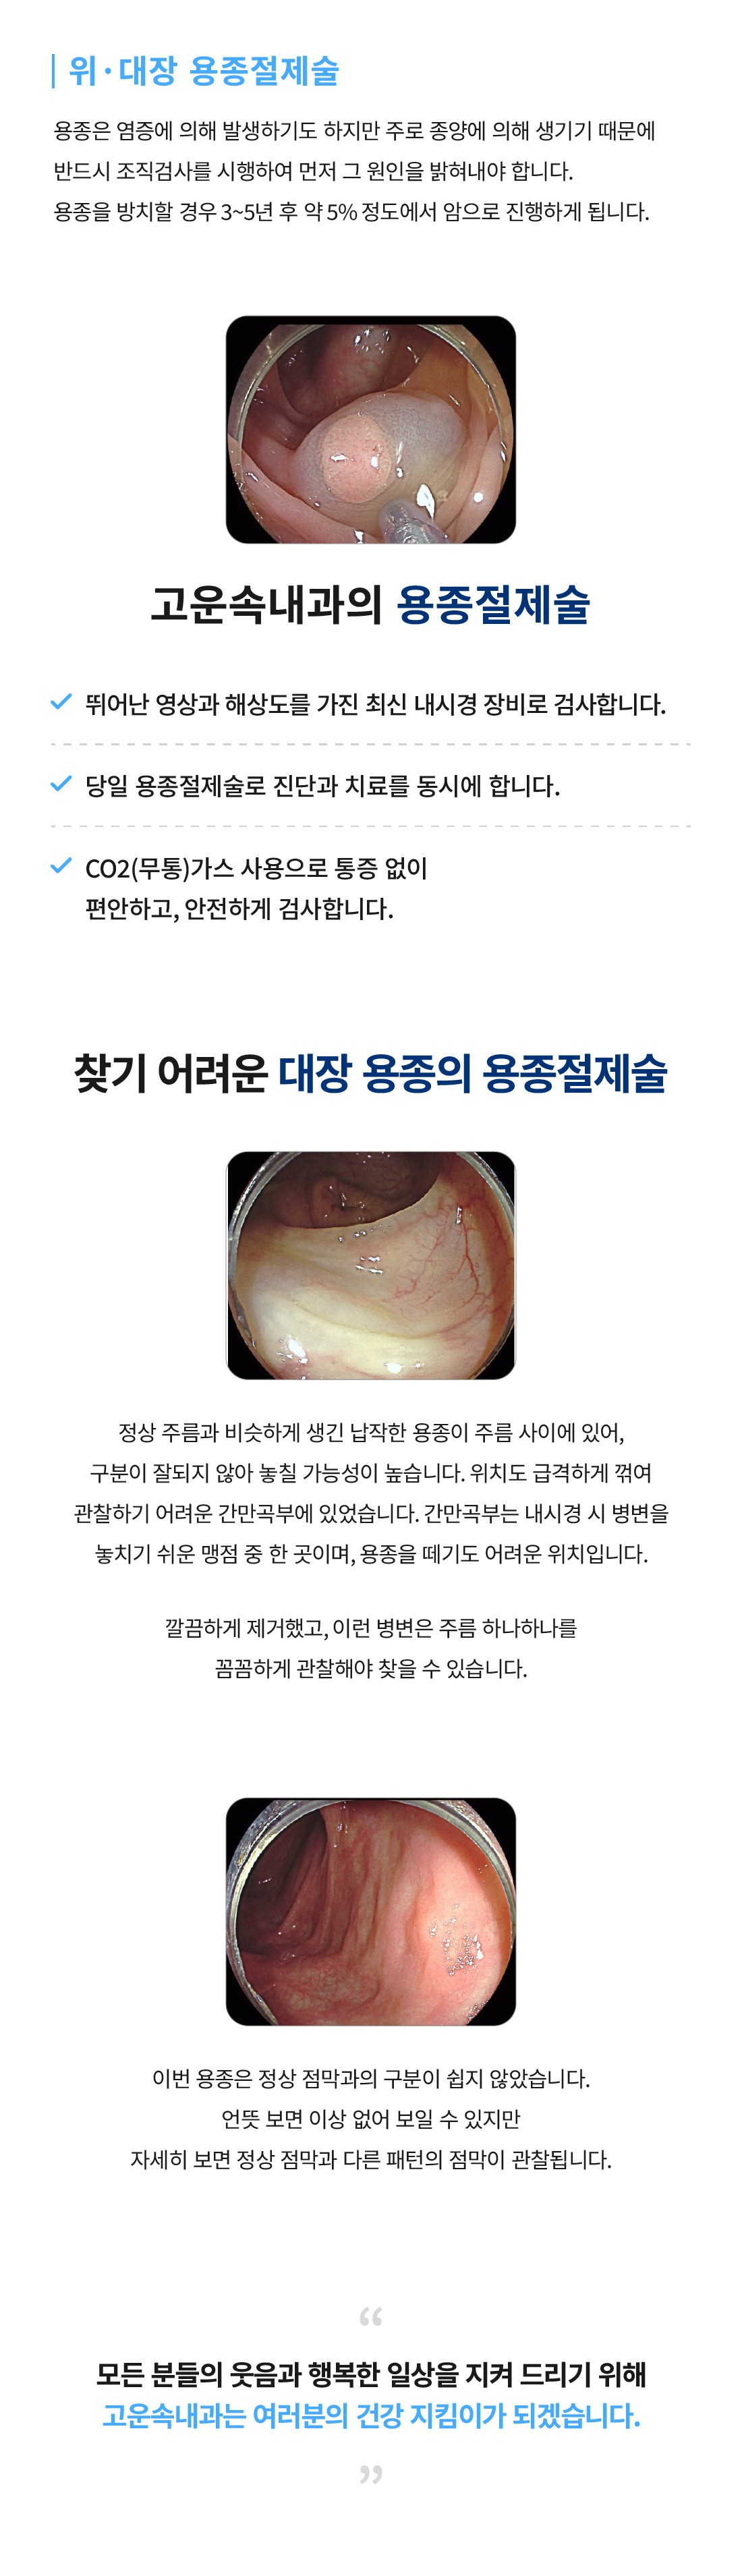 위·대장 용종절제술
용종은 염증에 의해 발생하기도 하지만 주로 종양에 의해 생기기 때문에
반드시 조직검사를 시행하여 먼저 그 원인을 밝혀내야 합니다.
용종을 방치할 경우 3~5년 후 약 5% 정도에서 암으로 진행하게 됩니다.
고운속내과의 용종절제술
뛰어난 영상과 해상도를 가진 최신 내시경 장비로 검사합니다.
당일 용종절제술로 진단과 치료를 동시에 합니다.
CO2(무통)가스 사용으로 통증 없이
편안하고, 안전하게 검사합니다.
찾기 어려운 대장 용종의 용종절제술
정상 주름과 비슷하게 생긴 납작한 용종이 주름 사이에 있어,
구분이 잘되지 않아 놓칠 가능성이 높습니다. 위치도 급격하게 꺾여
관찰하기 어려운 간만곡부에 있었습니다. 간만곡부는 내시경 시 병변을
놓치기 쉬운 맹점 중 한 곳이며, 용종을 떼기도 어려운 위치입니다.
깔끔하게 제거했고, 이런 병변은 주름 하나하나를
꼼꼼하게 관찰해야 찾을 수 있습니다.
이번 용종은 정상 점막과의 구분이 쉽지 않았습니다.
언뜻 보면 이상 없어 보일 수 있지만
자세히 보면 정상 점막과 다른 패턴의 점막이 관찰됩니다.
“
모든 분들의 웃음과 행복한 일상을 지켜 드리기 위해
고운속내과는 여러분의 건강 지킴이가 되겠습니다.
”